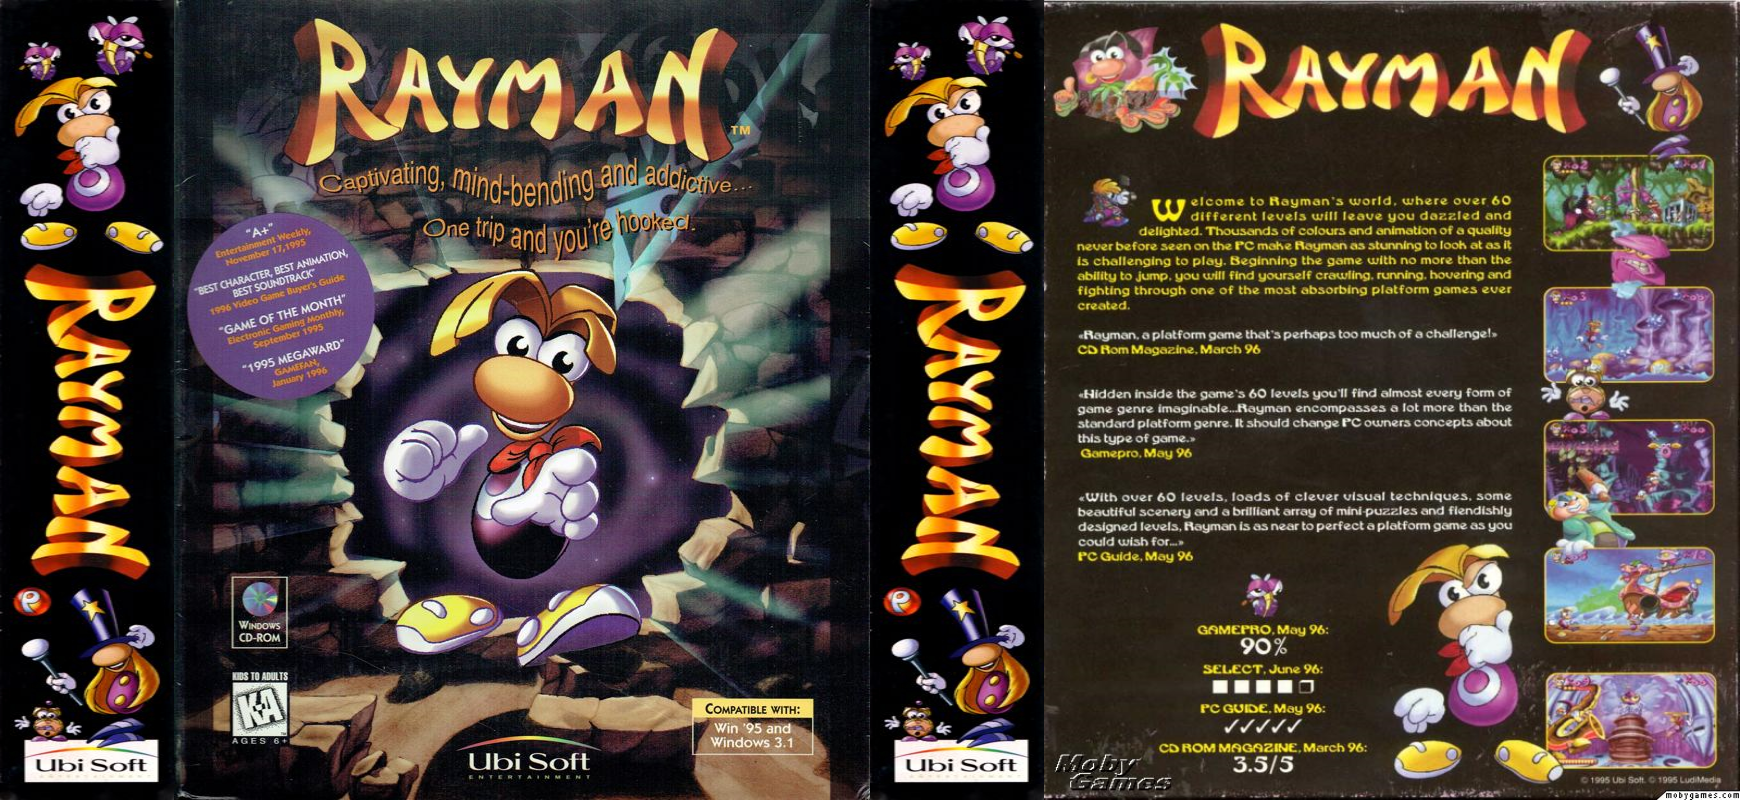 RAYMAN
Ubi Soft
ENTERTAINMENT
RAYMAN
TM
Captivating, mind-bending and addictive...
One trip and you're hooked.
"A+"
Entertainment Weekly,
November 17,1995
"BEST CHARACTER, BEST ANIMATION,
BEST SOUNDTRACK"
1996 Video Game Buyer's Guide
"GAME OF THE MONTH"
Electronic Gaming Monthly,
September 1995
"1995 MEGAWARD"
GAMEFAN,
January 1996
WINDOWS
CD-ROM
KIDS TO ADULTS
KA
AGES 6+
Ubi Soft
ENTERTAINMENT
COMPATIBLE WITH:
Win '95 and
Windows 3.1
RAYMAN
Ubi Soft
ENTERTAINMENT
RAYMAN
Welcome to Rayman's world, where over 60
different levels will leave you dazzled and
delighted. Thousands of colours and animation of a quality
never before seen on the PC make Rayman as stunning to look at as it
is challenging to play. Beginning the game with no more than the
ability to jump, you will find yourself crawling, running, hovering and
fighting through one of the most absorbing platform games ever
created.
«Rayman, a platform game that's perhaps too much of a challenge!»
CD Rom Magazine, March 96
«Hidden inside the game's 60 levels you'll find almost every form of
game genre imaginable...Rayman encompasses a lot more than the
standard platform genre. It should change PC owners concepts about
this type of game.»
Gamepro, May 96
«With over 60 levels, loads of clever visual techniques, some
beautiful scenery and a brilliant array of mini-puzzles and fiendishly
designed levels, Rayman is as near to perfect a platform game as you
could wish for...»
PC Guide, May 96
GAMEPRO, May 96:
90%
SELECT, June 96:
PC GUIDE, May 96:
CD ROM MAGAZINE, March 96:
3.5/5
Moby
Games
© 1995 Ubi Soft. © 1995 LudiMedia
mobygames.com